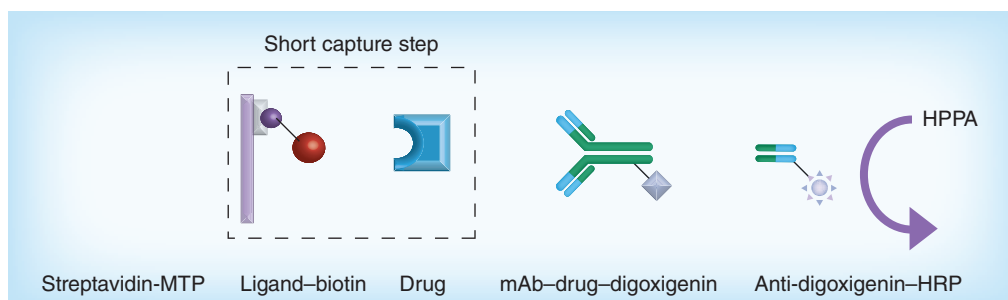 Short capture step
HPPA
Streptavidin-MTP Ligand–biotin Drug mAb–drug–digoxigenin Anti-digoxigenin–HRP